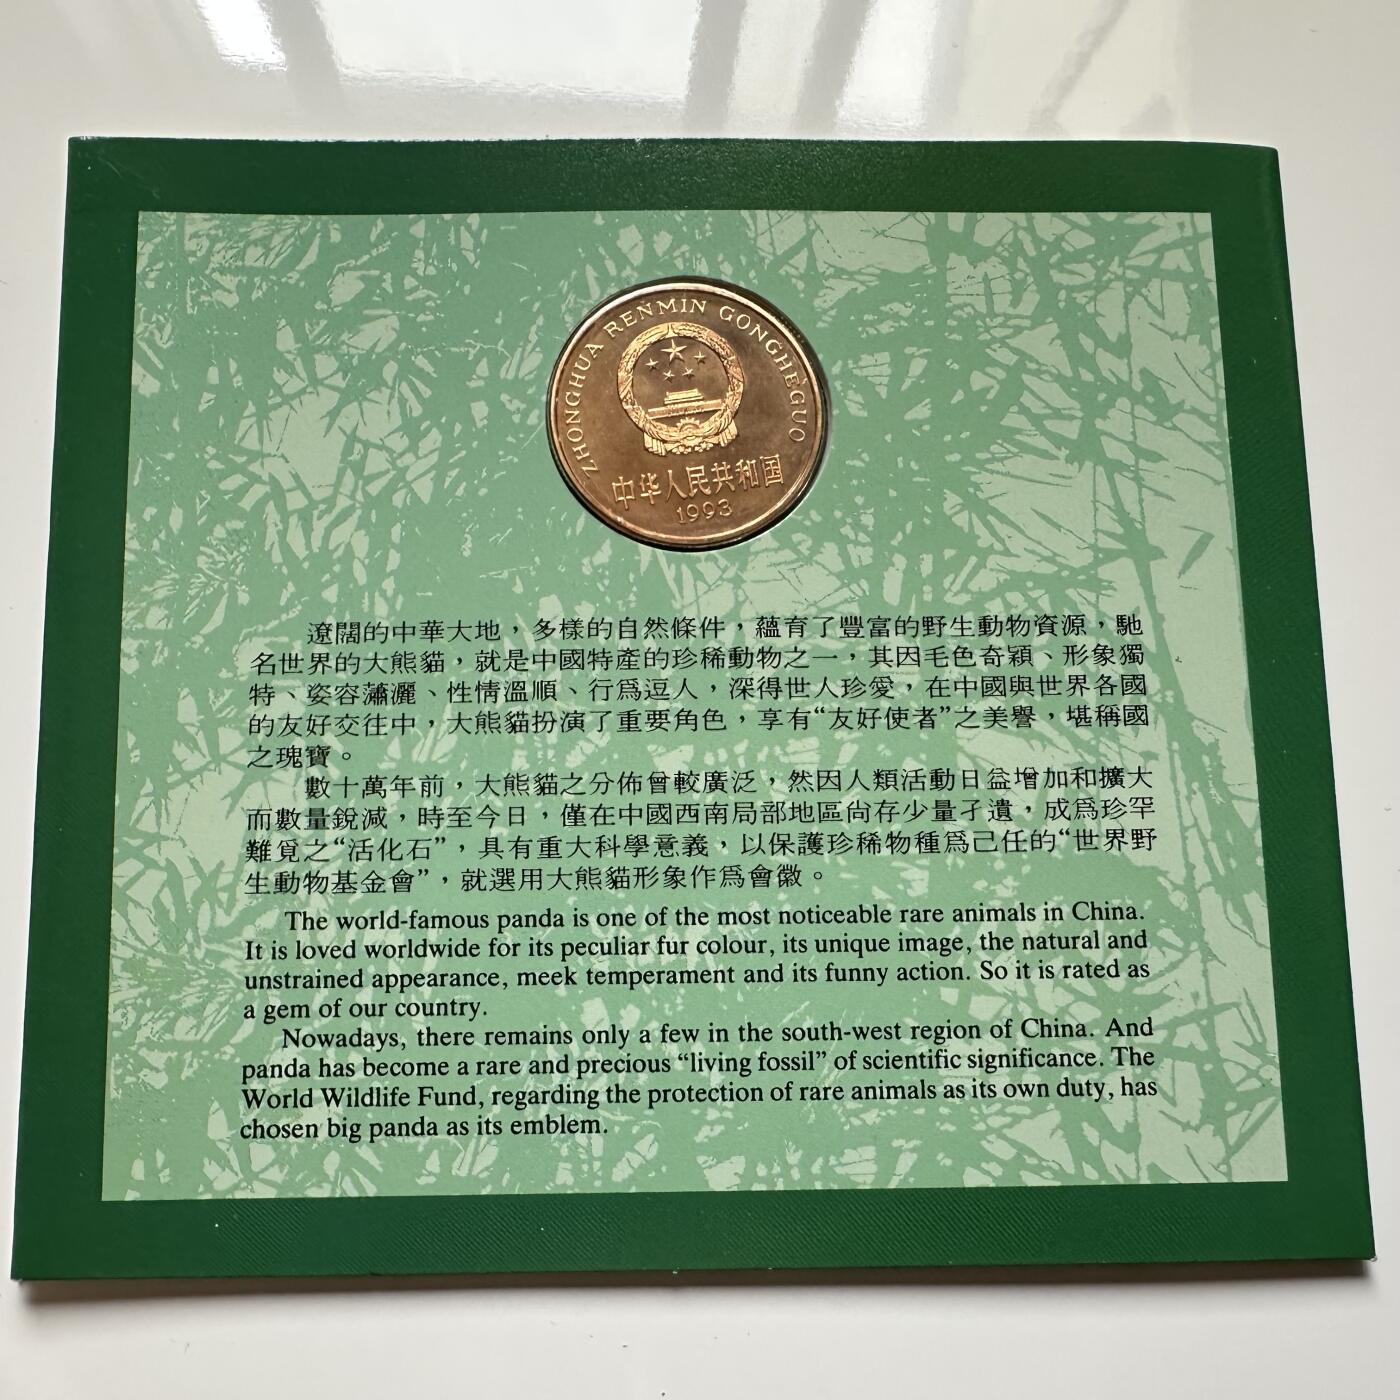 ZHONGHUA RENMIN GONGHEGUO
中华人民共和国
1993
遼闊的中華大地，多樣的自然條件，蘊育了豐富的野生動物資源，馳
名世界的大熊貓，就是中國特產的珍稀動物之一，其因毛色奇穎、形象獨
特、姿容瀟灑、性情溫順、行爲逗人，深得世人珍愛，在中國與世界各國
的友好交往中，大熊貓扮演了重要角色，享有“友好使者”之美譽，堪稱國
之瑰寶。
數十萬年前，大熊貓之分佈曾較廣泛，然因人類活動日益增加和擴大
而數量銳減，時至今日，僅在中國西南局部地區尚存少量孑遺，成爲珍罕
難覓之“活化石”，具有重大科學意義，以保護珍稀物種爲己任的“世界野
生動物基金會”，就選用大熊貓形象作爲會徽。
The world-famous panda is one of the most noticeable rare animals in China.
It is loved worldwide for its peculiar fur colour, its unique image, the natural and
unstrained appearance, meek temperament and its funny action. So it is rated as
a gem of our country.
Nowadays, there remains only a few in the south-west region of China. And
panda has become a rare and precious “living fossil” of scientific significance. The
World Wildlife Fund, regarding the protection of rare animals as its own duty, has
chosen big panda as its emblem.